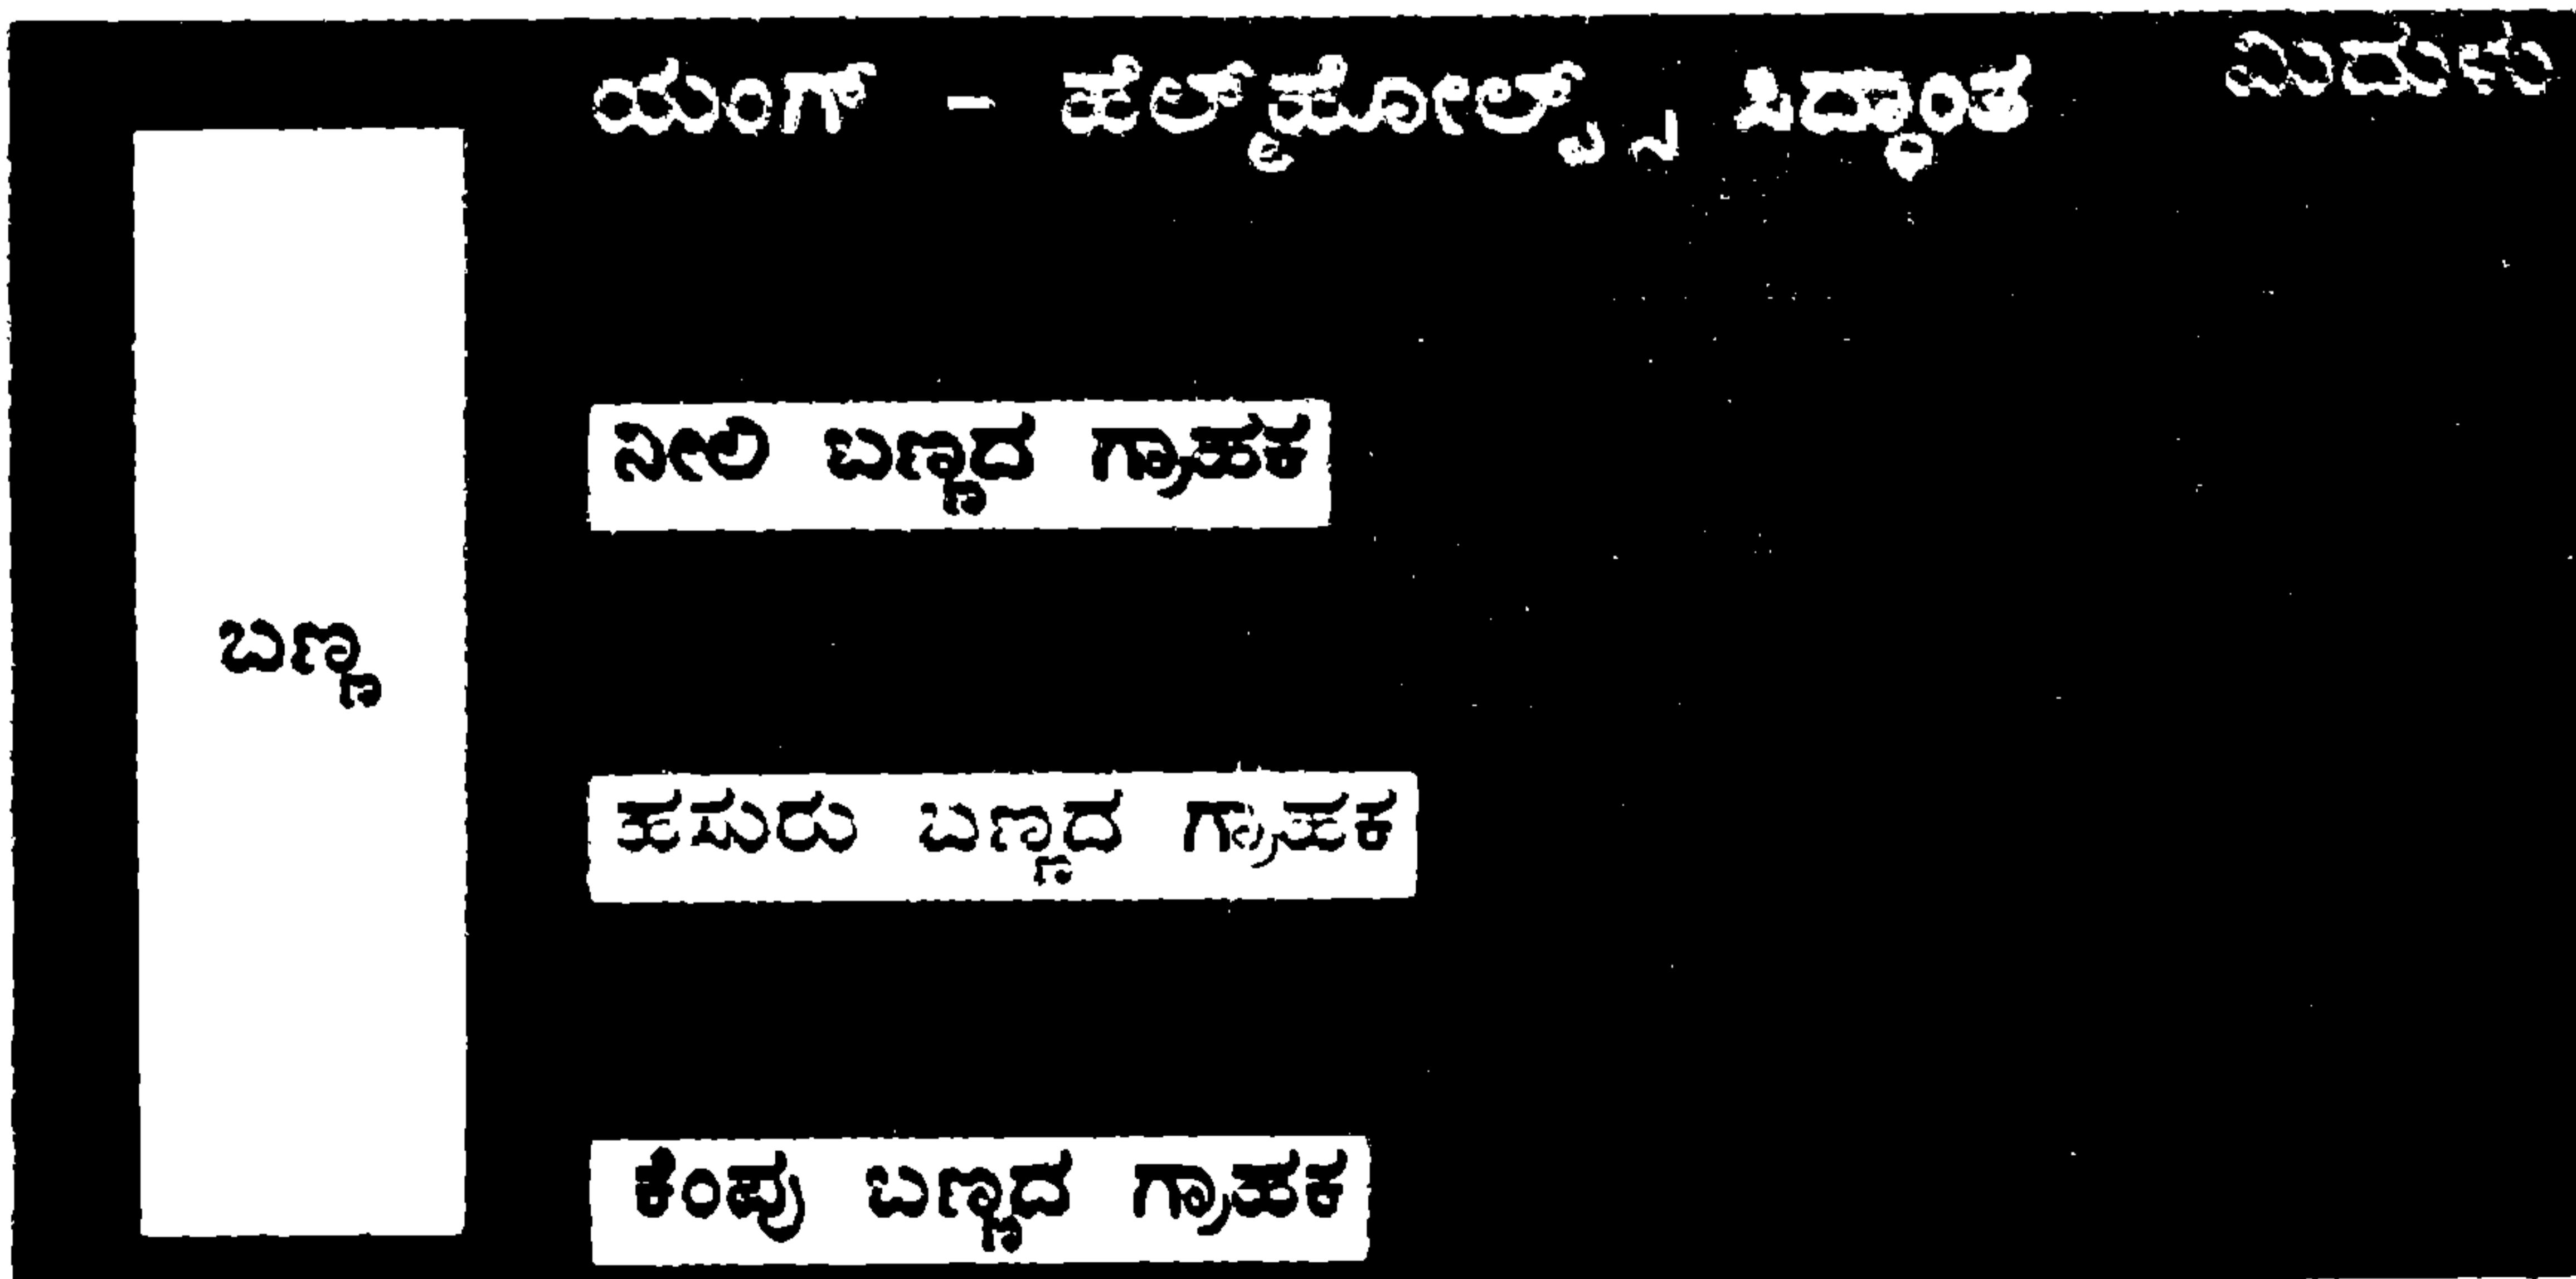 ಮಿದುಳು
ಯಂಗ್ - ಹೆಲ್ಮ್‌ಹೋಲ್ಟ್ಸ್ ಸಿದ್ಧಾಂತ
ನೀಲಿ ಬಣ್ಣದ ಗ್ರಾಹಕ
ಬಣ್ಣ
ಹಸುರು ಬಣ್ಣದ ಗ್ರಾಹಕ
ಕೆಂಪು ಬಣ್ಣದ ಗ್ರಾಹಕ